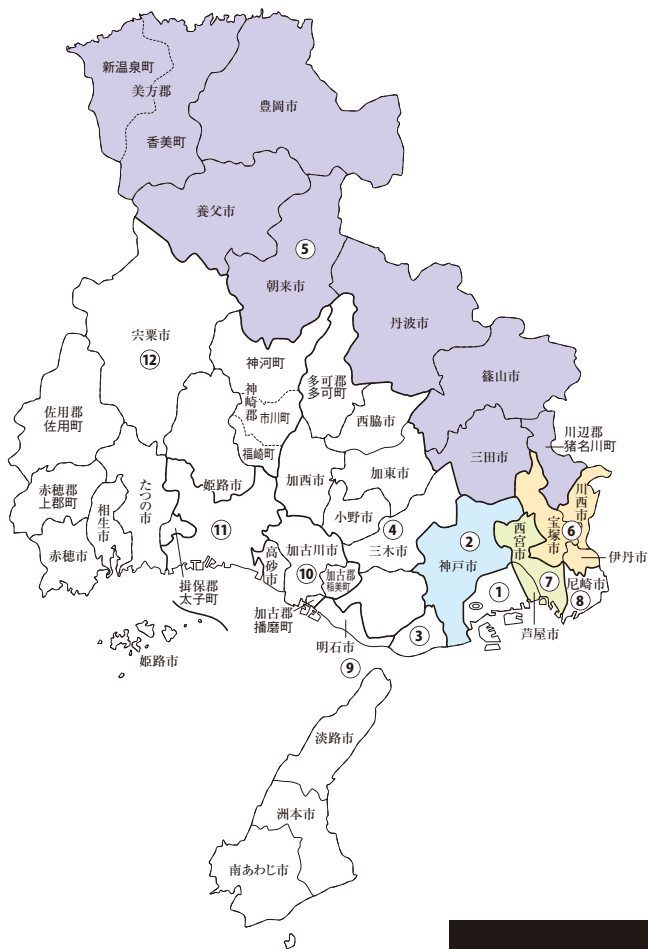 新温泉町
美方郡
香美町
豊岡市
養父市
⑤
朝来市
丹波市
宍粟市
⑫
神河町
神崎郡
市川町
福崎町
多可郡
多可町
篠山市
西脇市
佐用郡
佐用町
川辺郡
猪名川町
三田市
姫路市
加西市
加東市
赤穂郡
上郡町
相生市
たつの市
川西市
宝塚市
⑥
小野市
④
三木市
②
神戸市
西宮市
⑪
赤穂市
高砂市
加古川市
⑩
加古郡
稲美町
伊丹市
⑦
尼崎市
⑧
①
揖保郡
太子町
加古郡
播磨町
③
芦屋市
明石市
⑨
姫路市
淡路市
洲本市
南あわじ市